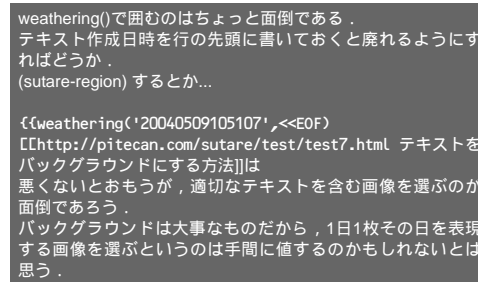 weathering()で囲むのはちょっと面倒である．
テキスト作成日時を行の先頭に書いておくと廃れるようにす
ればどうか．
(sutare-region) するとか...
{{weathering('20040509105107',<<EOF)
[[http://pitecan.com/sutare/test/test7.html テキストを
バックグラウンドにする方法]]は
悪くないとおもうが，適切なテキストを含む画像を選ぶのか
面倒であろう．
バックグラウンドは大事なものだから，1日1枚その日を表現
する画像を選ぶというのは手間に値するのかもしれないとは
思う．